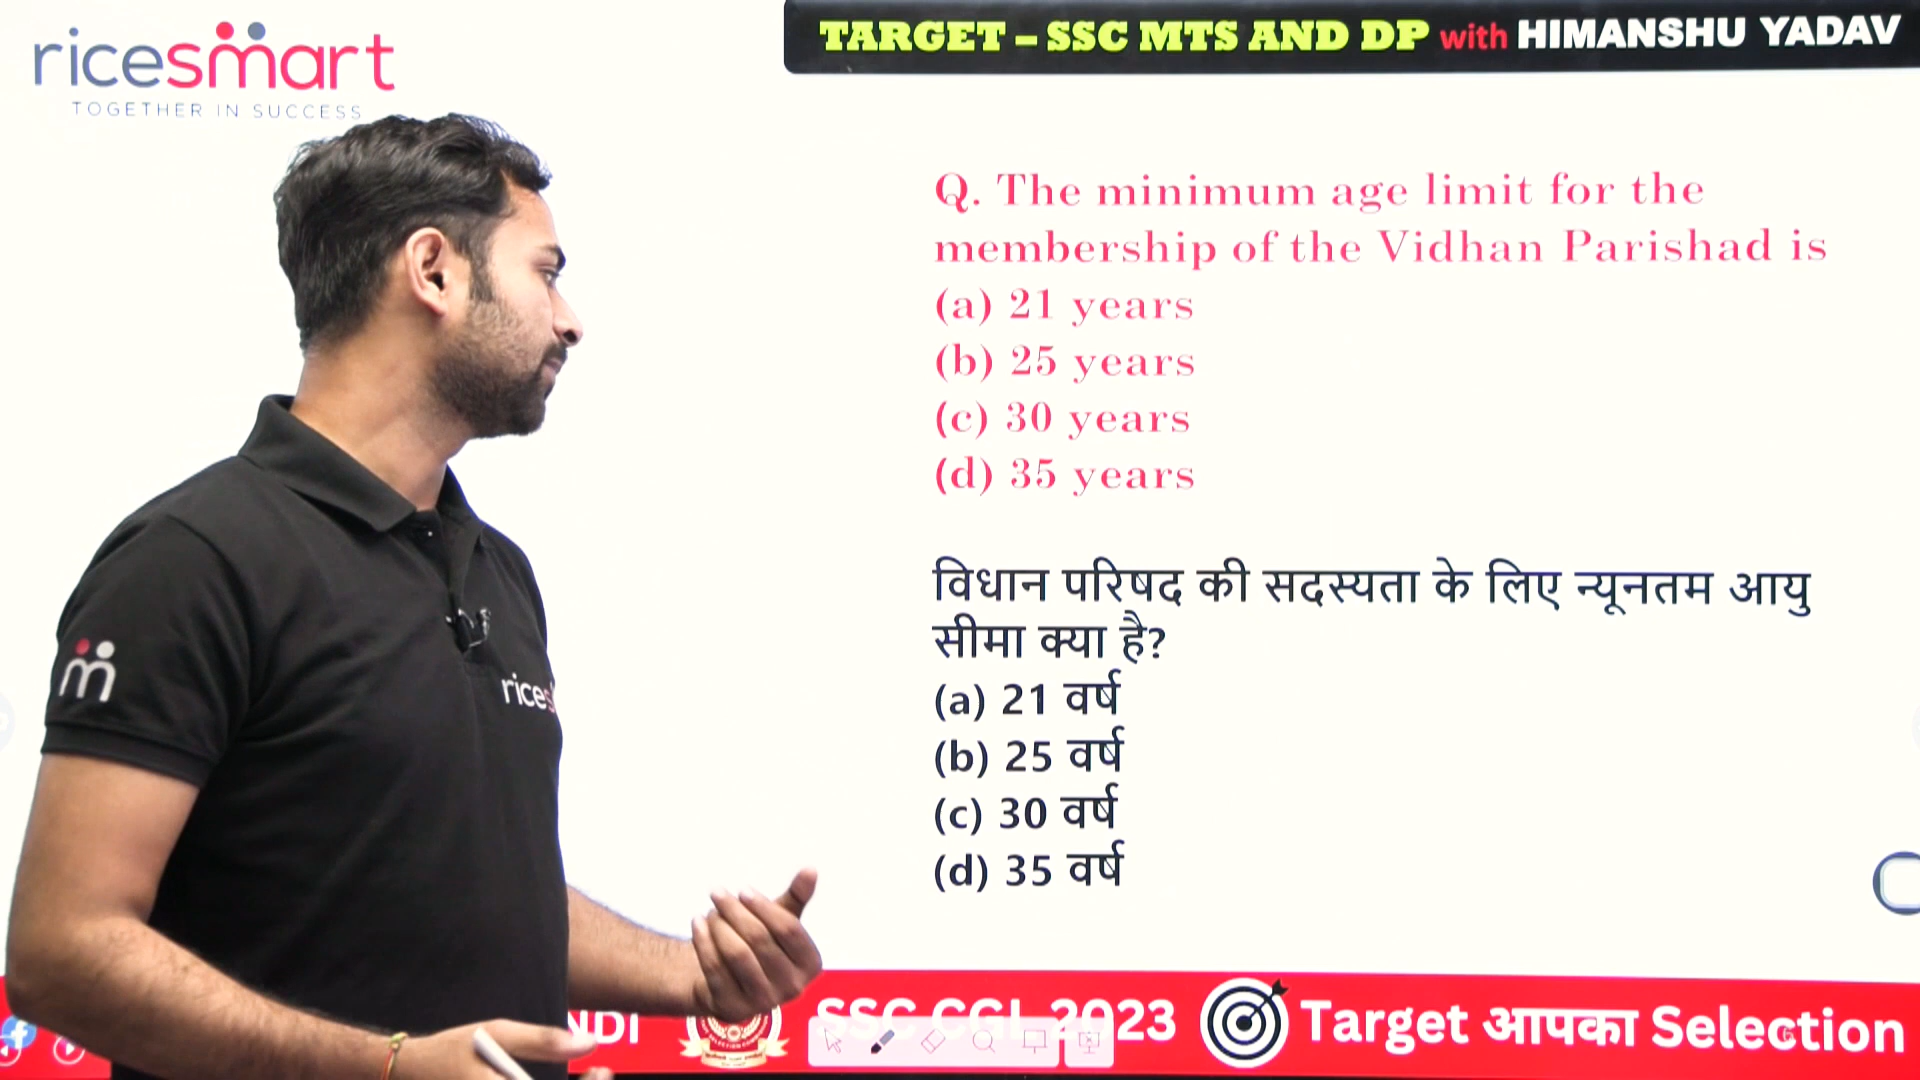 ricesmart
TOGETHER IN SUCCESS
TARGET – SSC MTS AND DP with HIMANSHU YADAV
Q. The minimum age limit for the
membership of the Vidhan Parishad is
(a) 21 years
(b) 25 years
(c) 30 years
(d) 35 years
विधान परिषद की सदस्यता के लिए न्यूनतम आयु
सीमा क्या है?
(a) 21 वर्ष
(b) 25 वर्ष
(c) 30 वर्ष
(d) 35 वर्ष
rices
NDI
SSC CGL 2023
Target आपका Selection